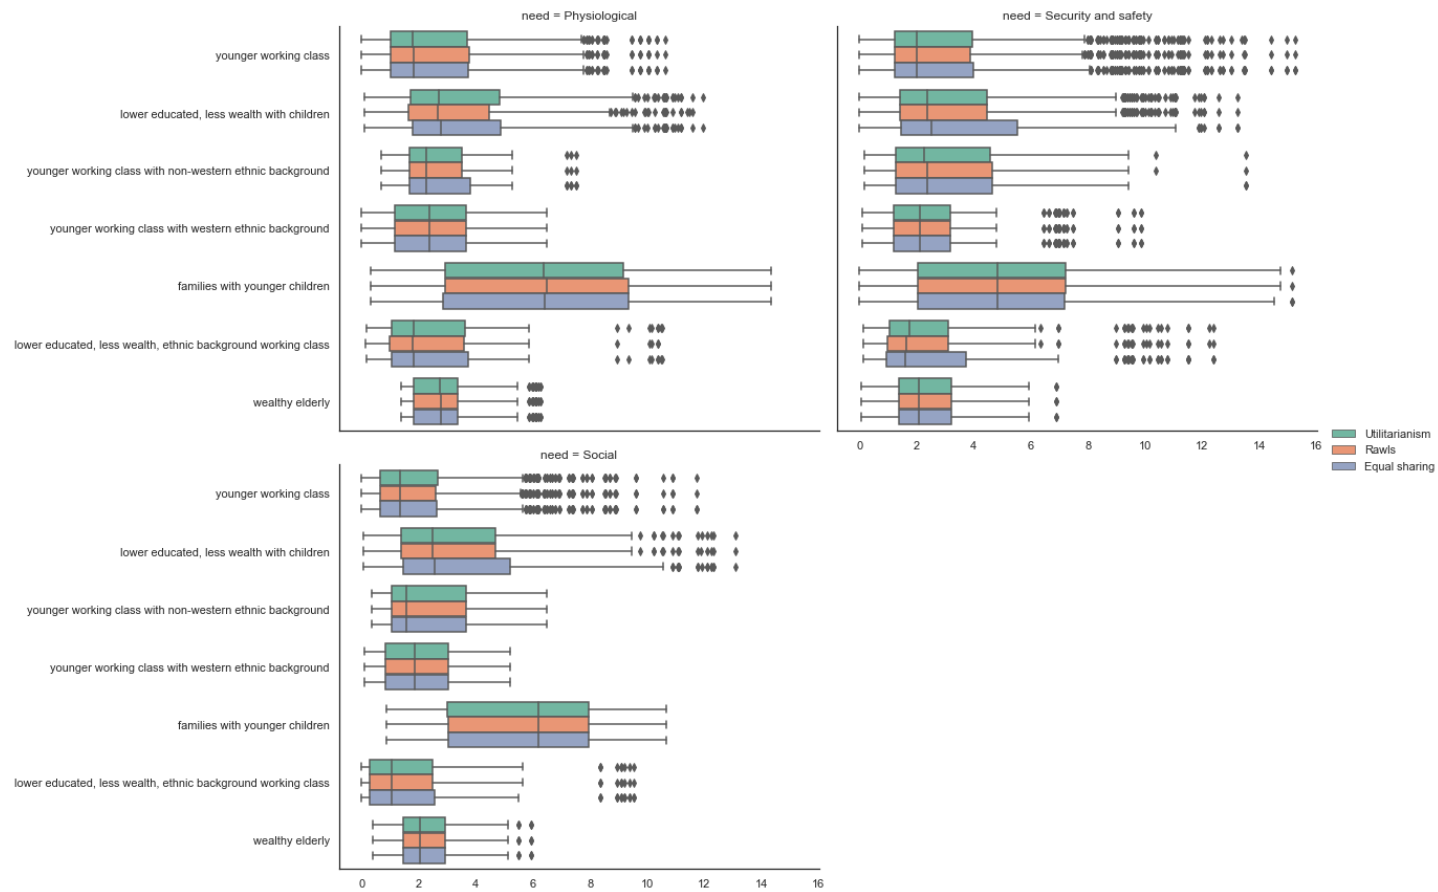 need = Physiological
need = Security and safety
younger working class
lower educated, less wealth with children
younger working class with non-western ethnic background
younger working class with western ethnic background
families with younger children
lower educated, less wealth, ethnic background working class
wealthy elderly
0 2 4 6 8 10 12 14 16
Utilitarianism
Rawls
Equal sharing
need = Social
younger working class
lower educated, less wealth with children
younger working class with non-western ethnic background
younger working class with western ethnic background
families with younger children
lower educated, less wealth, ethnic background working class
wealthy elderly
0 2 4 6 8 10 12 14 16